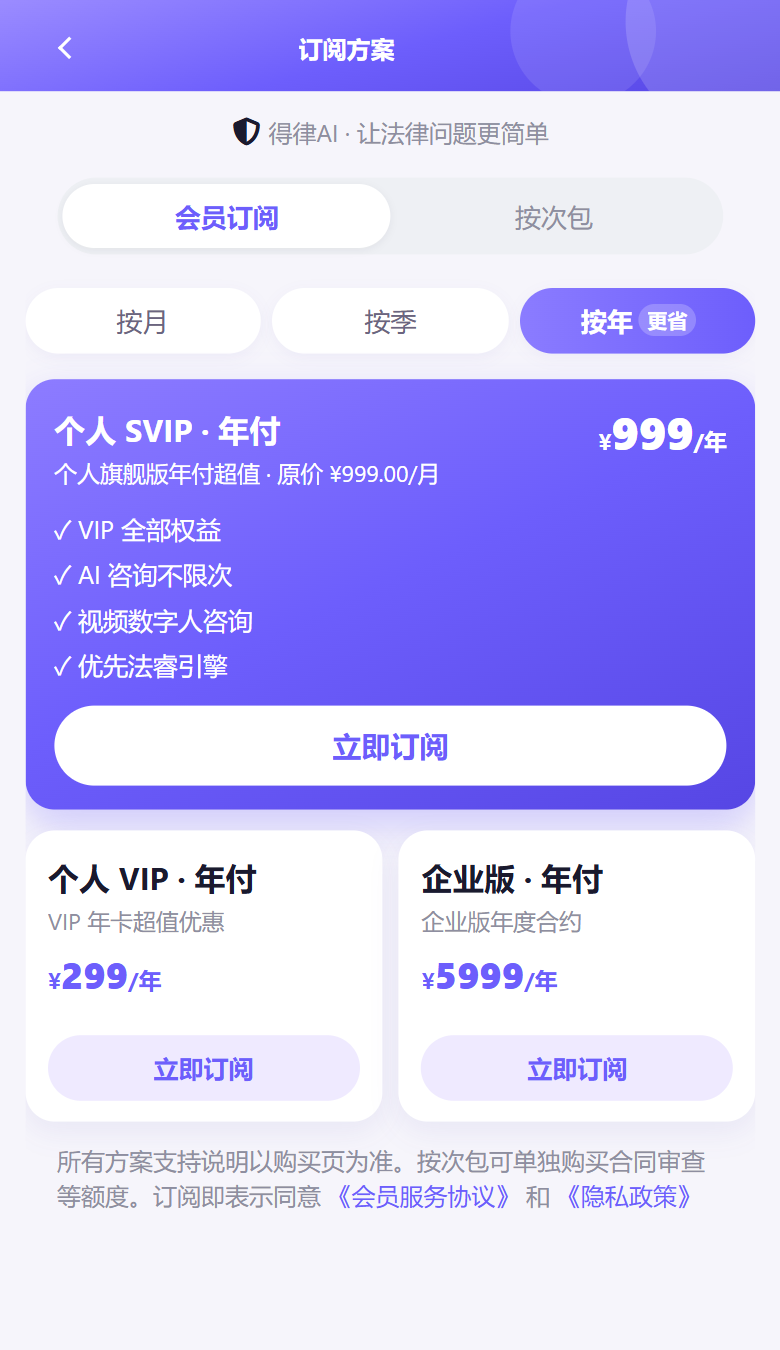 订阅方案
得律AI · 让法律问题更简单
会员订阅
按次包
按月
按季
按年 更省
个人 SVIP · 年付
¥999/年
个人旗舰版年付超值 · 原价 ¥999.00/月
✓ VIP 全部权益
✓ AI 咨询不限次
✓ 视频数字人咨询
✓ 优先法睿引擎
立即订阅
个人 VIP · 年付
VIP 年卡超值优惠
¥299/年
立即订阅
企业版 · 年付
企业版年度合约
¥5999/年
立即订阅
所有方案支持说明以购买页为准。按次包可单独购买合同审查
等额度。订阅即表示同意 《会员服务协议》 和 《隐私政策》